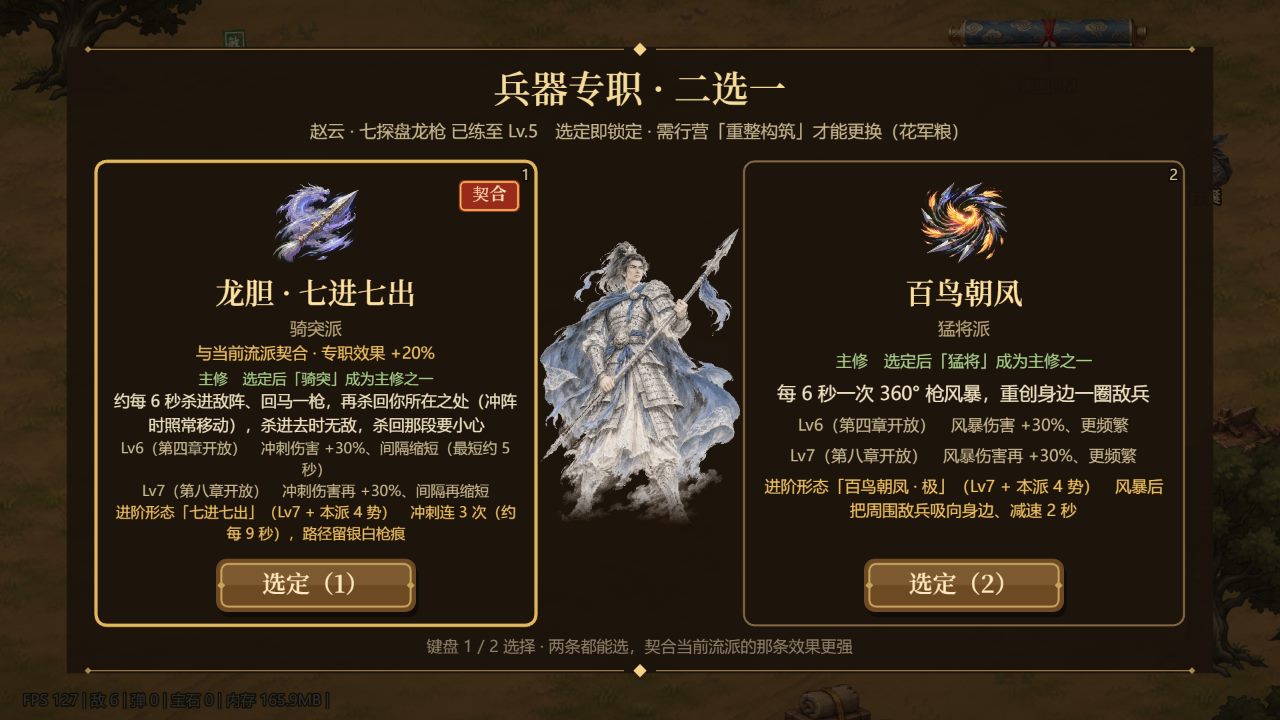 兵器专职 · 二选一
赵云 · 七探盘龙枪 已练至 Lv.5 选定即锁定 · 需行营「重整构筑」才能更换（花军粮）
1
契合
龙胆 · 七进七出
骑突派
与当前流派契合 · 专职效果 +20%
主修 选定后「骑突」成为主修之一
约每 6 秒杀进敌阵、回马一枪，再杀回你所在之处（冲阵
时照常移动），杀进去时无敌，杀回那段要小心
Lv6（第四章开放） 冲刺伤害 +30%、间隔缩短（最短约 5
秒）
Lv7（第八章开放） 冲刺伤害再 +30%、间隔再缩短
进阶形态「七进七出」（Lv7 + 本派 4 势） 冲刺连 3 次（约
每 9 秒），路径留银白枪痕
选定（1）
2
百鸟朝凤
猛将派
主修 选定后「猛将」成为主修之一
每 6 秒一次 360° 枪风暴，重创身边一圈敌兵
Lv6（第四章开放） 风暴伤害 +30%、更频繁
Lv7（第八章开放） 风暴伤害再 +30%、更频繁
进阶形态「百鸟朝凤 · 极」（Lv7 + 本派 4 势） 风暴后
把周围敌兵吸向身边、减速 2 秒
选定（2）
键盘 1 / 2 选择 · 两条都能选，契合当前流派的那条效果更强
FPS 127 | 敌 6 | 弹 0 | 宝石 0 | 内存 165.9MB |